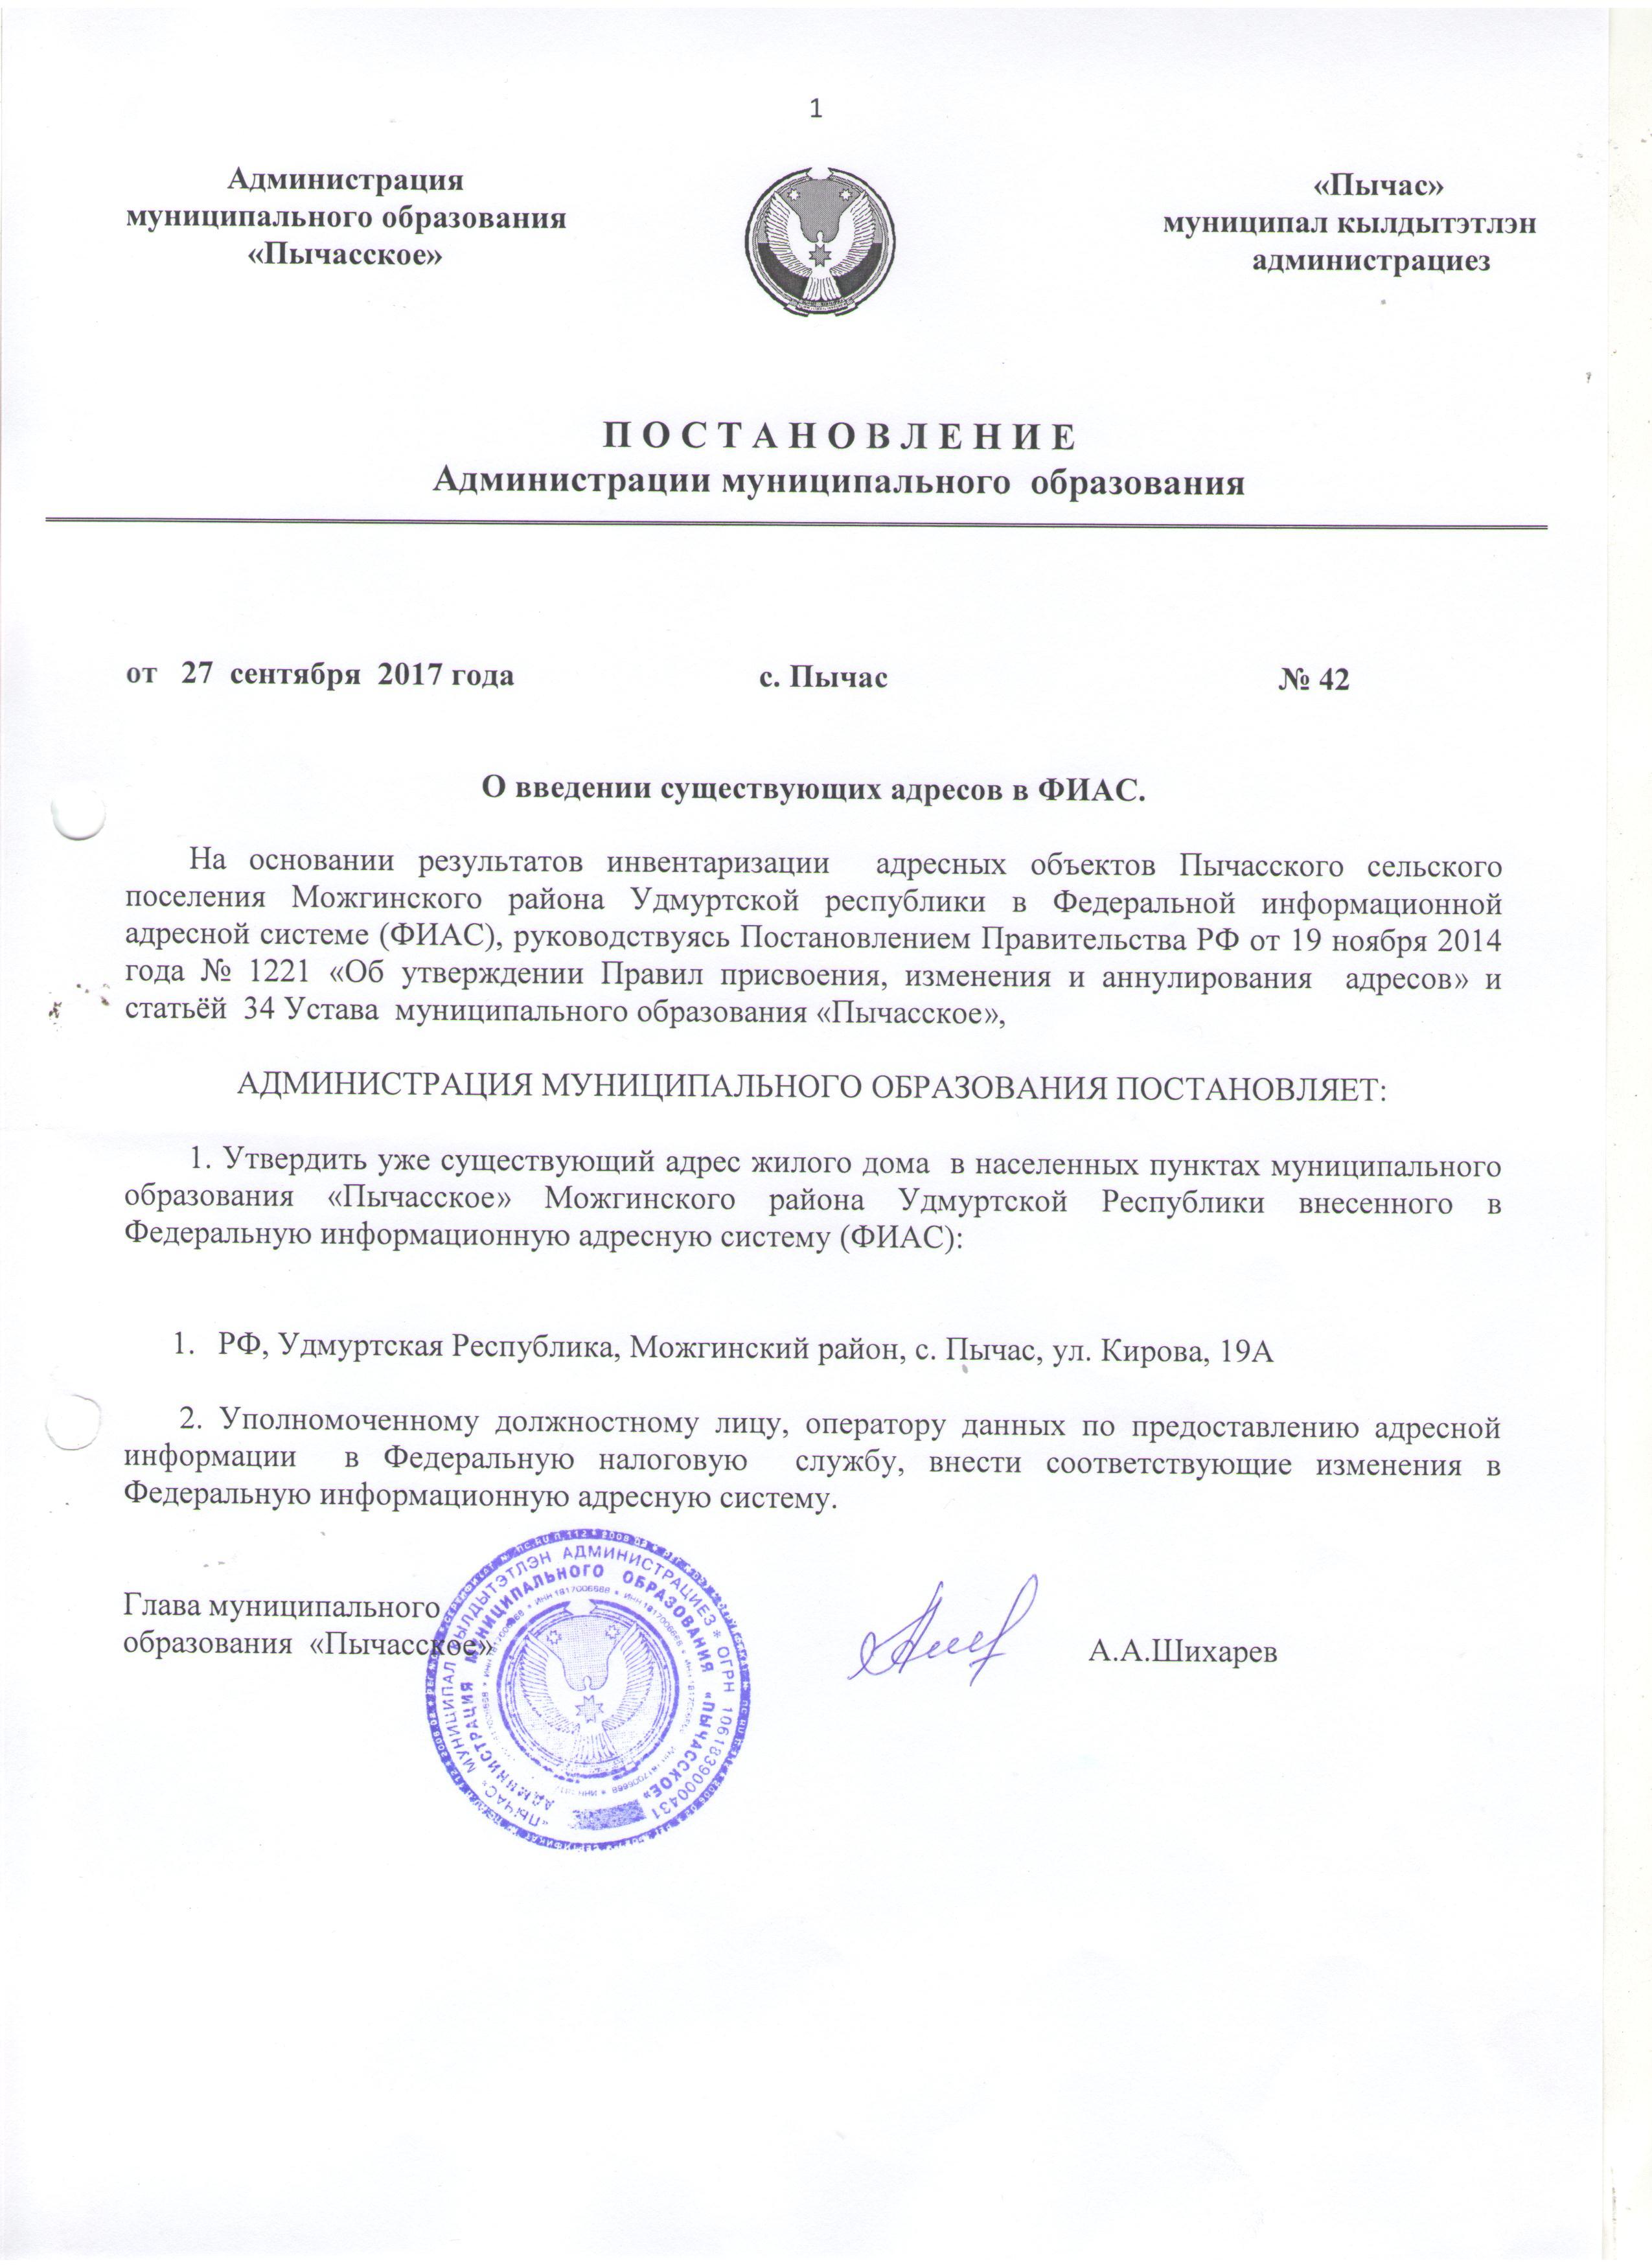 1
Администрация
муниципального образования
«Пычасское»
«Пычас»
муниципал кылдытэтлэн
администрациез
П О С Т А Н О В Л Е Н И Е
Администрации муниципального образования
от 27 сентября 2017 года с. Пычас № 42
О введении существующих адресов в ФИАС.
На основании результатов инвентаризации адресных объектов Пычасского сельского
поселения Можгинского района Удмуртской республики в Федеральной информационной
адресной системе (ФИАС), руководствуясь Постановлением Правительства РФ от 19 ноября 2014
года № 1221 «Об утверждении Правил присвоения, изменения и аннулирования адресов» и
статьёй 34 Устава муниципального образования «Пычасское»,
АДМИНИСТРАЦИЯ МУНИЦИПАЛЬНОГО ОБРАЗОВАНИЯ ПОСТАНОВЛЯЕТ:
1. Утвердить уже существующий адрес жилого дома в населенных пунктах муниципального
образования «Пычасское» Можгинского района Удмуртской Республики внесенного в
Федеральную информационную адресную систему (ФИАС):
1. РФ, Удмуртская Республика, Можгинский район, с. Пычас, ул. Кирова, 19А
2. Уполномоченному должностному лицу, оператору данных по предоставлению адресной
информации в Федеральную налоговую службу, внести соответствующие изменения в
Федеральную информационную адресную систему.
Глава муниципального
образования «Пычасское»
А.А.Шихарев
«ПЫЧАС» МУНИЦИПАЛ КЫЛДЫТЭТЛЭН АДМИНИСТРАЦИЕЗ * ОГРН 1061839000431
АДМИНИСТРАЦИЯ МУНИЦИПАЛЬНОГО ОБРАЗОВАНИЯ «ПЫЧАССКОЕ»